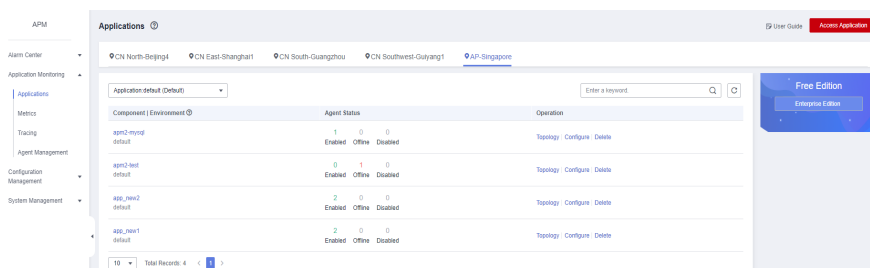 APM
Applications
User Guide
Access Application
Alarm Center
Application Monitoring
Applications
Metrics
Tracing
Agent Management
Configuration
Management
System Management
CN North-Beijing4 CN East-Shanghai1 CN South-Guangzhou CN Southwest-Guiyang1 AP-Singapore
Application:default (Default)
Enter a keyword.
Free Edition
Enterprise Edition
Component | Environment Agent Status Operation
apm2-mysql
default
1 0 0
Enabled Offline Disabled
Topology | Configure | Delete
apm2-test
default
0 1 0
Enabled Offline Disabled
Topology | Configure | Delete
app_new2
default
2 0 0
Enabled Offline Disabled
Topology | Configure | Delete
app_new1
default
2 0 0
Enabled Offline Disabled
Topology | Configure | Delete
10 Total Records: 4 < 1 >